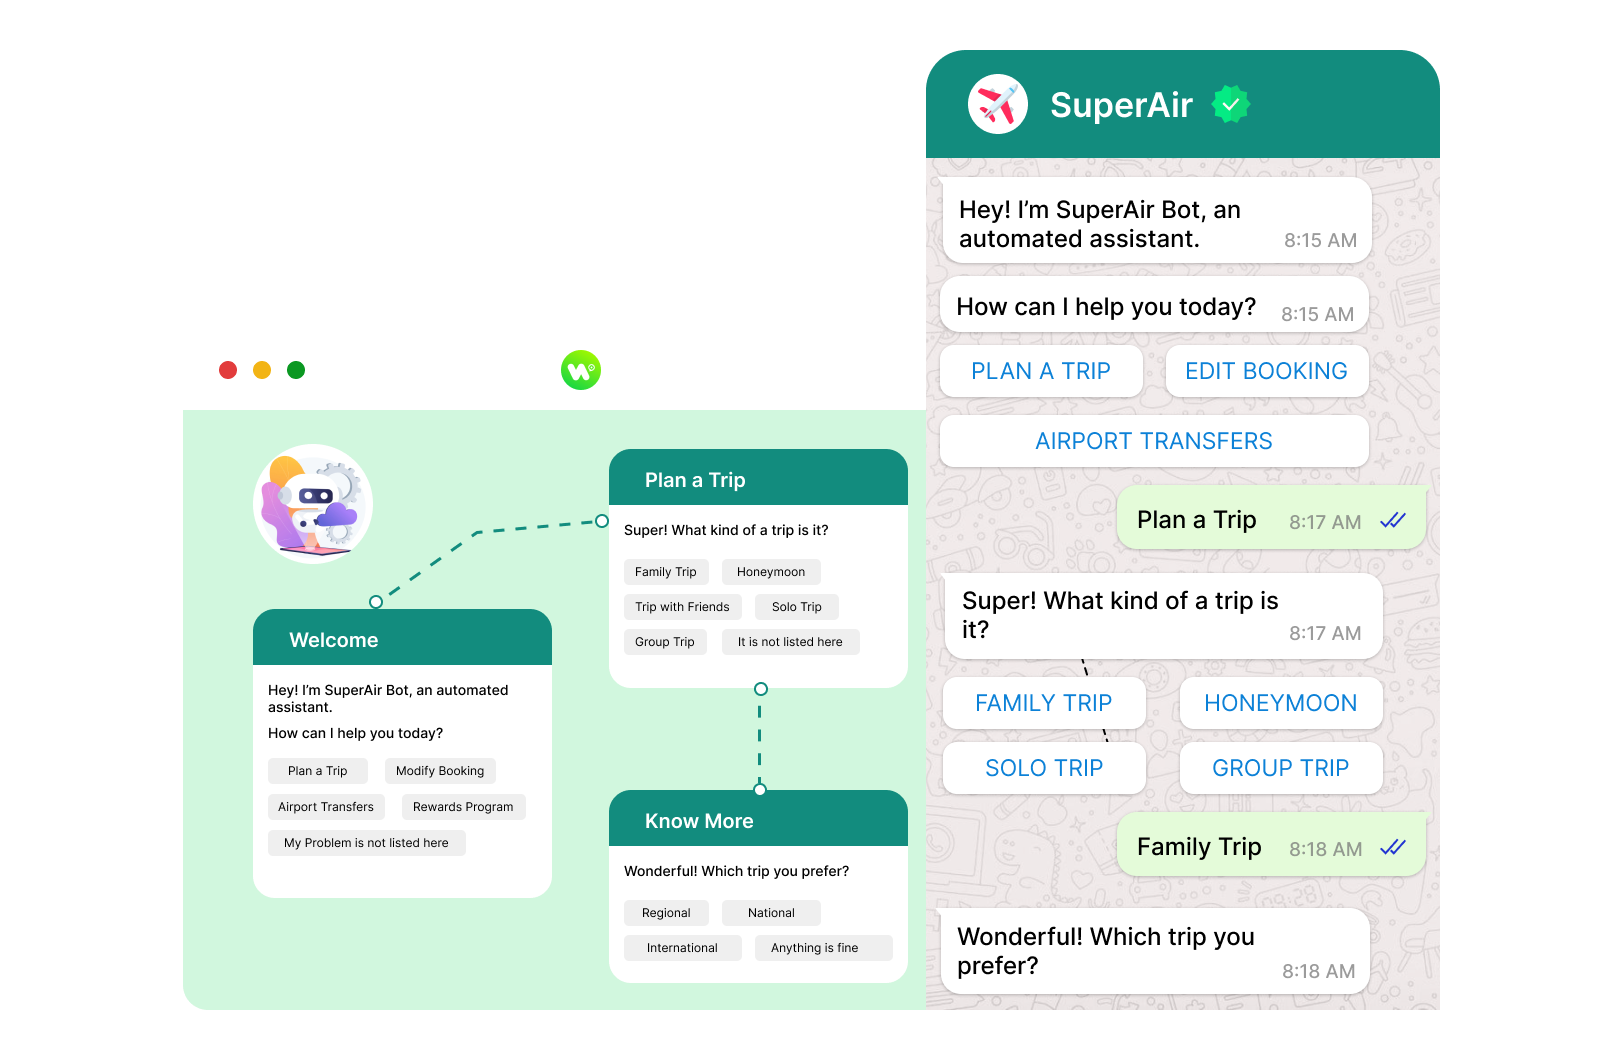 SuperAir
Hey! I’m SuperAir Bot, an
automated assistant.
8:15 AM
How can I help you today?
8:15 AM
PLAN A TRIP
EDIT BOOKING
AIRPORT TRANSFERS
Plan a Trip
8:17 AM
Super! What kind of a trip is
it?
8:17 AM
FAMILY TRIP
HONEYMOON
SOLO TRIP
GROUP TRIP
Family Trip
8:18 AM
Wonderful! Which trip you
prefer?
8:18 AM
Welcome
Hey! I’m SuperAir Bot, an automated
assistant.
How can I help you today?
Plan a Trip
Modify Booking
Airport Transfers
Rewards Program
My Problem is not listed here
Plan a Trip
Super! What kind of a trip is it?
Family Trip
Honeymoon
Trip with Friends
Solo Trip
Group Trip
It is not listed here
Know More
Wonderful! Which trip you prefer?
Regional
National
International
Anything is fine